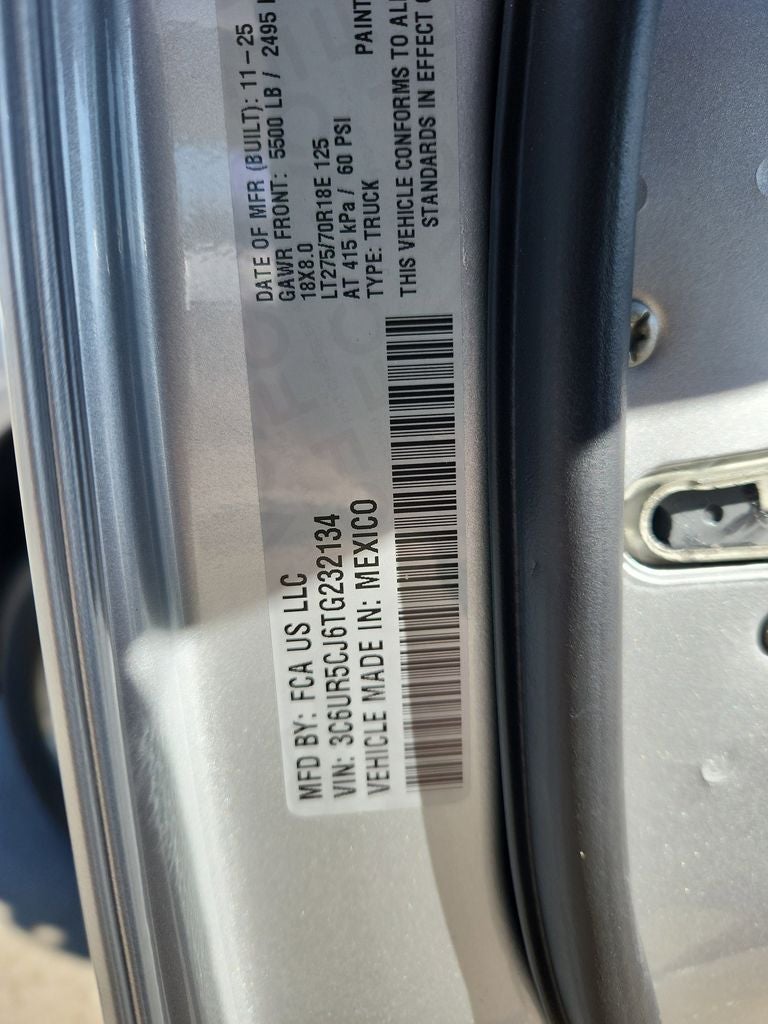 MFD BY: FCA US LLC
VIN: 3C6UR5CJ6TG232134
VEHICLE MADE IN: MEXICO
DATE OF MFR (BUILT): 11-25
GAWR FRONT: 5500 LB / 2495
18X8.0
LT275/70R18E 125
AT 415 kPa / 60 PSI
TYPE: TRUCK PAINT
THIS VEHICLE CONFORMS TO
STANDARDS IN EFFECT